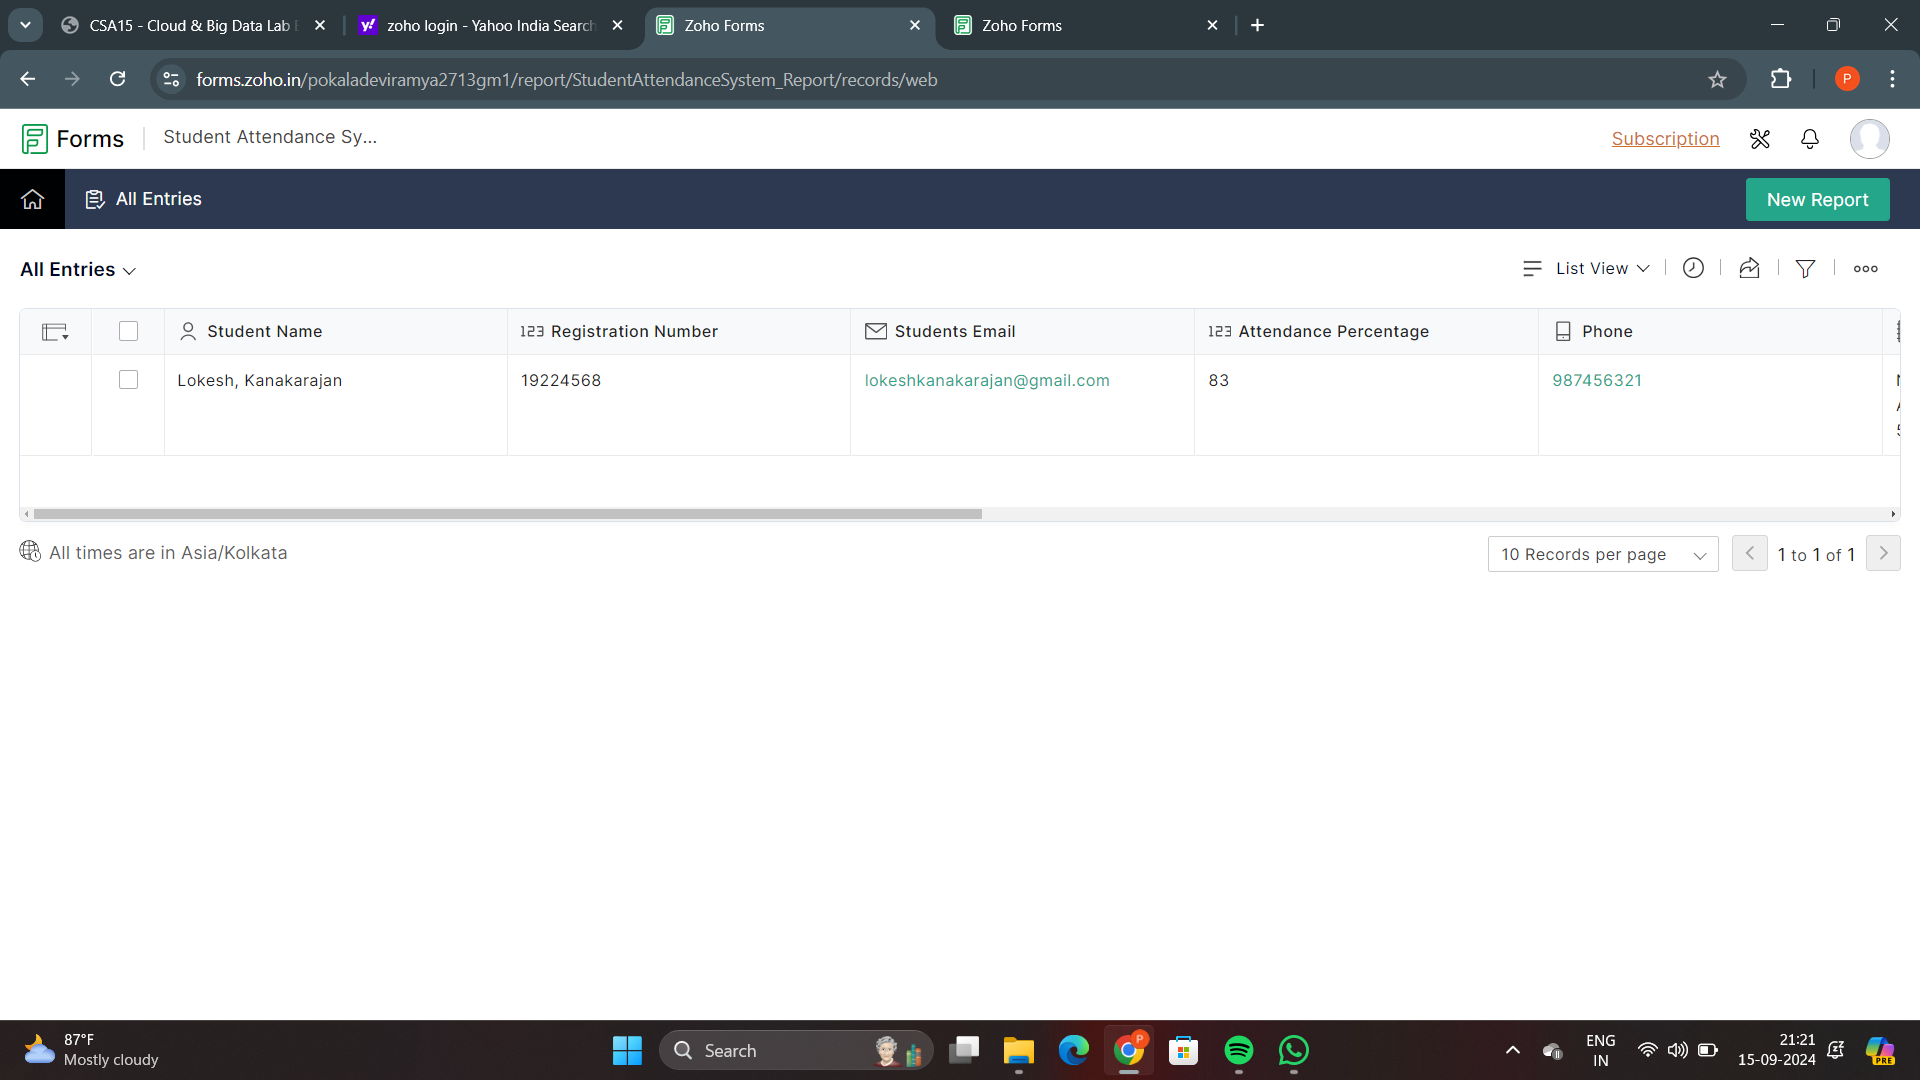 CSA15 - Cloud & Big Data Lab
zoho login - Yahoo India Search
Zoho Forms
Zoho Forms
forms.zoho.in/pokaladeviramya2713gm1/report/StudentAttendanceSystem_Report/records/web
P
Forms
Student Attendance Sy...
Subscription
All Entries
New Report
All Entries
List View
Student Name
123 Registration Number
Students Email
123 Attendance Percentage
Phone
Lokesh, Kanakarajan
19224568
lokeshkanakarajan@gmail.com
83
987456321
All times are in Asia/Kolkata
10 Records per page
1 to 1 of 1
87°F
Mostly cloudy
Search
P
ENG
IN
21:21
15-09-2024
PRE